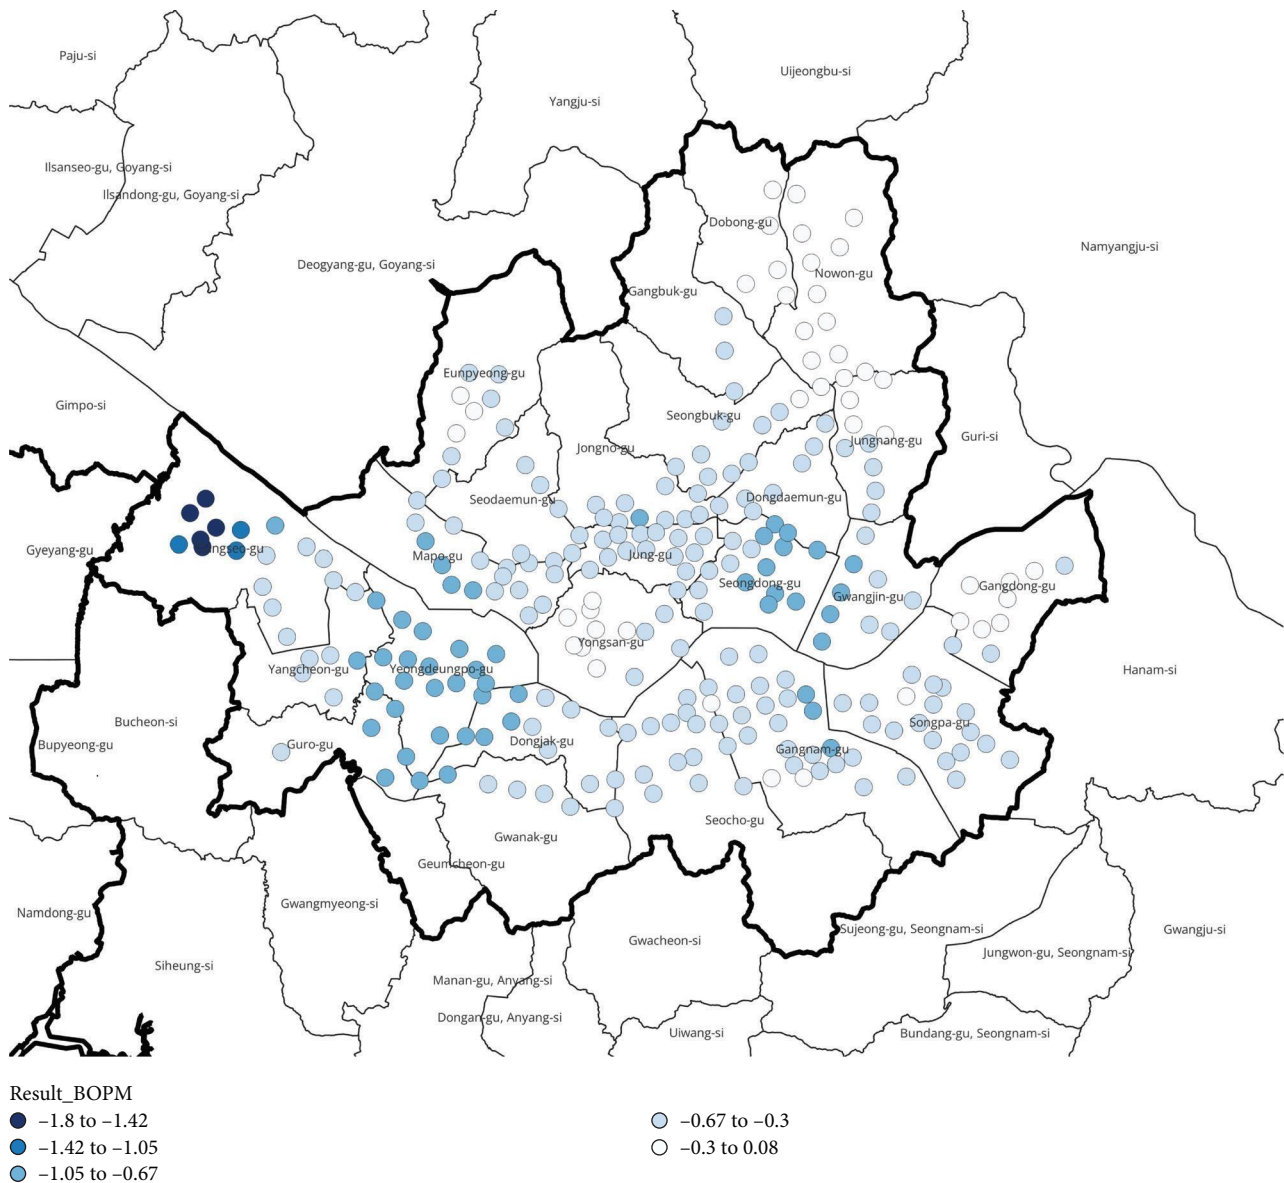 Paju-si
Uijeongbu-si
Yangju-si
Ilsanseo-gu, Goyang-si
Ilsandong-gu, Goyang-si
Dobong-gu
Namyangju-si
Deogyang-gu, Goyang-si
Nowon-gu
Gangbuk-gu
Eunpyeong-gu
Gimpo-si
Seongbuk-gu
Guri-si
Jungnang-gu
Jongno-gu
Seodaemun-gu
Dongdaemun-gu
Gyeyang-gu
ngseo-gu
Mapo-gu
Jung-gu
Seongdong-gu
Gangdong-gu
Gwangjin-gu
Yongsan-gu
Yangcheon-gu
Yeongdeungpo-gu
Hanam-si
Bucheon-si
Songpa-gu
Bupyeong-gu
Guro-gu
Dongjak-gu
Gangnam-gu
Seocho-gu
Gwanak-gu
Geumcheon-gu
Gwangmyeong-si
Namdong-gu
Sujeong-gu, Seongnam-si
Gwangju-si
Gwacheon-si
Jungwon-gu, Seongnam-si
Siheung-si
Manan-gu, Anyang-si
Dongan-gu, Anyang-si
Uiwang-si
Bundang-gu, Seongnam-si
Result_BOPM
–1.8 to –1.42
–1.42 to –1.05
–1.05 to –0.67
–0.67 to –0.3
–0.3 to 0.08